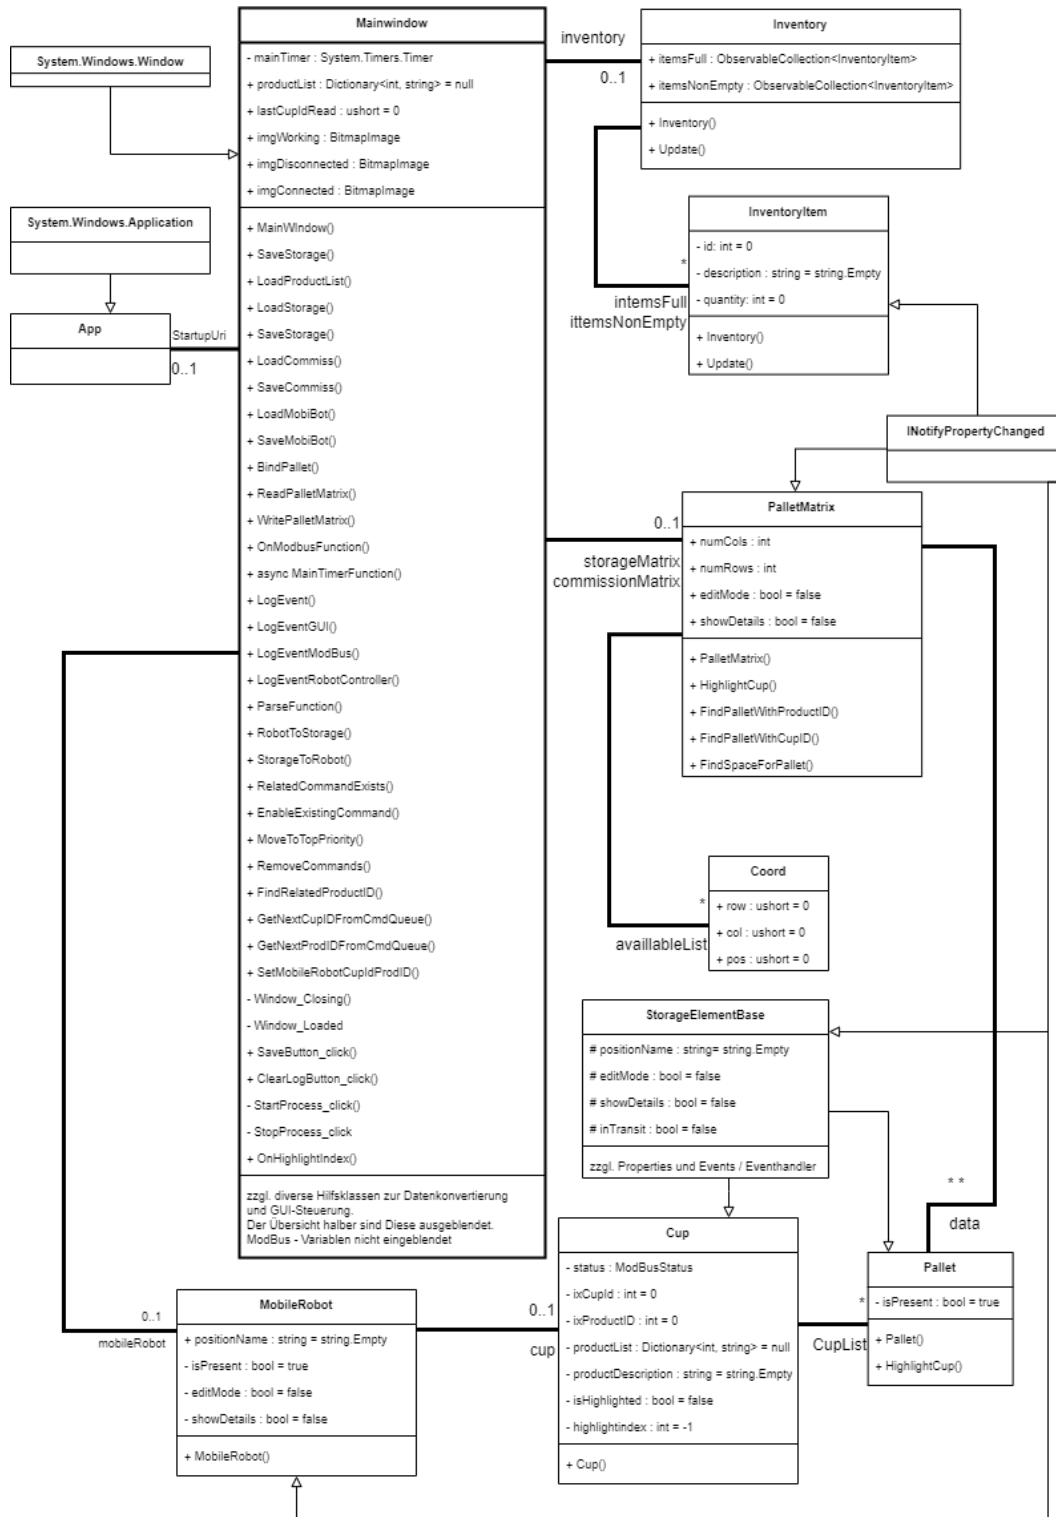 System.Windows.Window
System.Windows.Application
App
StartupUri
0..1
Mainwindow
- mainTimer : System.Timers.Timer
+ productList : Dictionary<int, string> = null
+ lastCupIdRead : ushort = 0
+ imgWorking : BitmapImage
+ imgDisconnected : BitmapImage
+ imgConnected : BitmapImage
+ MainWIndow()
+ SaveStorage()
+ LoadProductList()
+ LoadStorage()
+ SaveStorage()
+ LoadCommiss()
+ SaveCommiss()
+ LoadMobiBot()
+ SaveMobiBot()
+ BindPallet()
+ ReadPalletMatrix()
+ WritePalletMatrix()
+ OnModbusFunction()
+ async MainTimerFunction()
+ LogEvent()
+ LogEventGUI()
+ LogEventModBus()
+ LogEventRobotController()
+ ParseFunction()
+ RobotToStorage()
+ StorageToRobot()
+ RelatedCommandExists()
+ EnableExistingCommand()
+ MoveToTopPriority()
+ RemoveCommands()
+ FindRelatedProductID()
+ GetNextCupIDFromCmdQueue()
+ GetNextProdIDFromCmdQueue()
+ SetMobileRobotCupIdProdID()
- Window_Closing()
- Window_Loaded
+ SaveButton_click()
+ ClearLogButton_click()
- StartProcess_click()
- StopProcess_click
+ OnHighlightIndex()
zzgl. diverse Hilfsklassen zur Datenkonvertierung
und GUI-Steuerung.
Der Übersicht halber sind Diese ausgeblendet.
ModBus - Variablen nicht eingeblendet
inventory
0..1
Inventory
+ itemsFull : ObservableCollection<InventoryItem>
+ itemsNonEmpty : ObservableCollection<InventoryItem>
+ Inventory()
+ Update()
*
intemsFull
ittemsNonEmpty
InventoryItem
- id: int = 0
- description : string = string.Empty
- quantity: int = 0
+ Inventory()
+ Update()
INotifyPropertyChanged
0..1
storageMatrix
commissionMatrix
PalletMatrix
+ numCols : int
+ numRows : int
+ editMode : bool = false
+ showDetails : bool = false
+ PalletMatrix()
+ HighlightCup()
+ FindPalletWithProductID()
+ FindPalletWithCupID()
+ FindSpaceForPallet()
*
availlableList
Coord
+ row : ushort = 0
+ col : ushort = 0
+ pos : ushort = 0
StorageElementBase
# positionName : string= string.Empty
# editMode : bool = false
# showDetails : bool = false
# inTransit : bool = false
zzgl. Properties und Events / Eventhandler
* *
data
Pallet
- isPresent : bool = true
+ Pallet()
+ HighlightCup()
*
CupList
Cup
- status : ModBusStatus
- ixCupId : int = 0
- ixProductID : int = 0
- productList : Dictionary<int, string> = null
- productDescription : string = string.Empty
- isHighlighted : bool = false
- highlightindex : int = -1
+ Cup()
0..1
cup
0..1
mobileRobot
MobileRobot
+ positionName : string = string.Empty
- isPresent : bool = true
- editMode : bool = false
- showDetails : bool = false
+ MobileRobot()